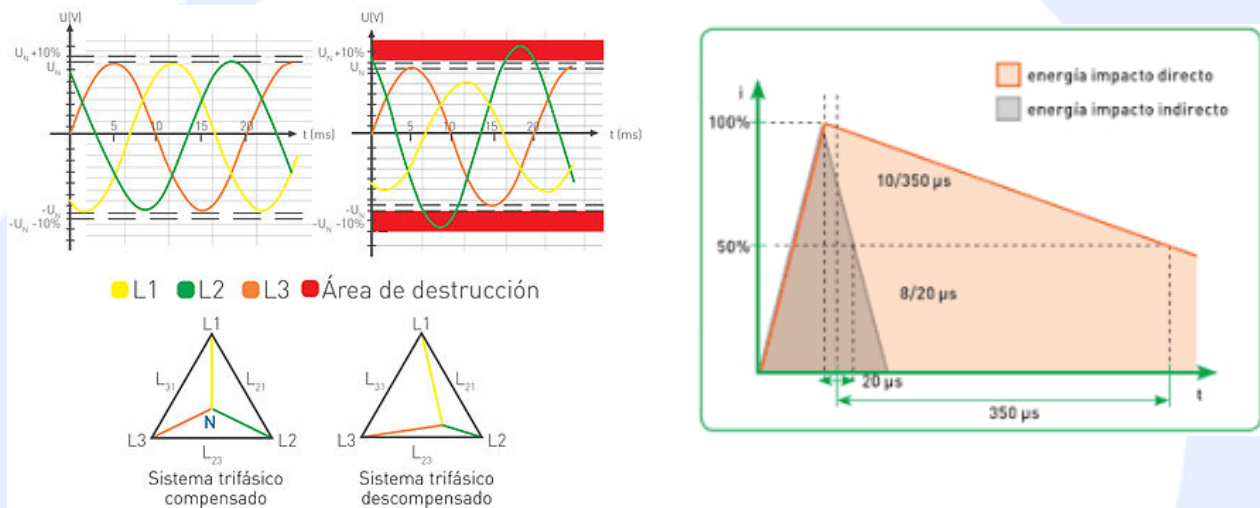 U(V)
U_N +10%
U_N
5
10
15
20
t (ms)
-U_N
-U_N -10%
U(V)
U_N +10%
U_N
5
10
15
20
t (ms)
-U_N
-U_N -10%
L1 L2 L3 Área de destrucción
L1
L₃₁
L₂₁
N
L3
L2
L₂₃
Sistema trifásico
compensado
L1
L₃₁
L₂₁
L3
L2
L₂₃
Sistema trifásico
descompensado
energía impacto directo
energía impacto indirecto
i
100%
10/350 µs
50%
8/20 µs
20 µs
t
350 µs